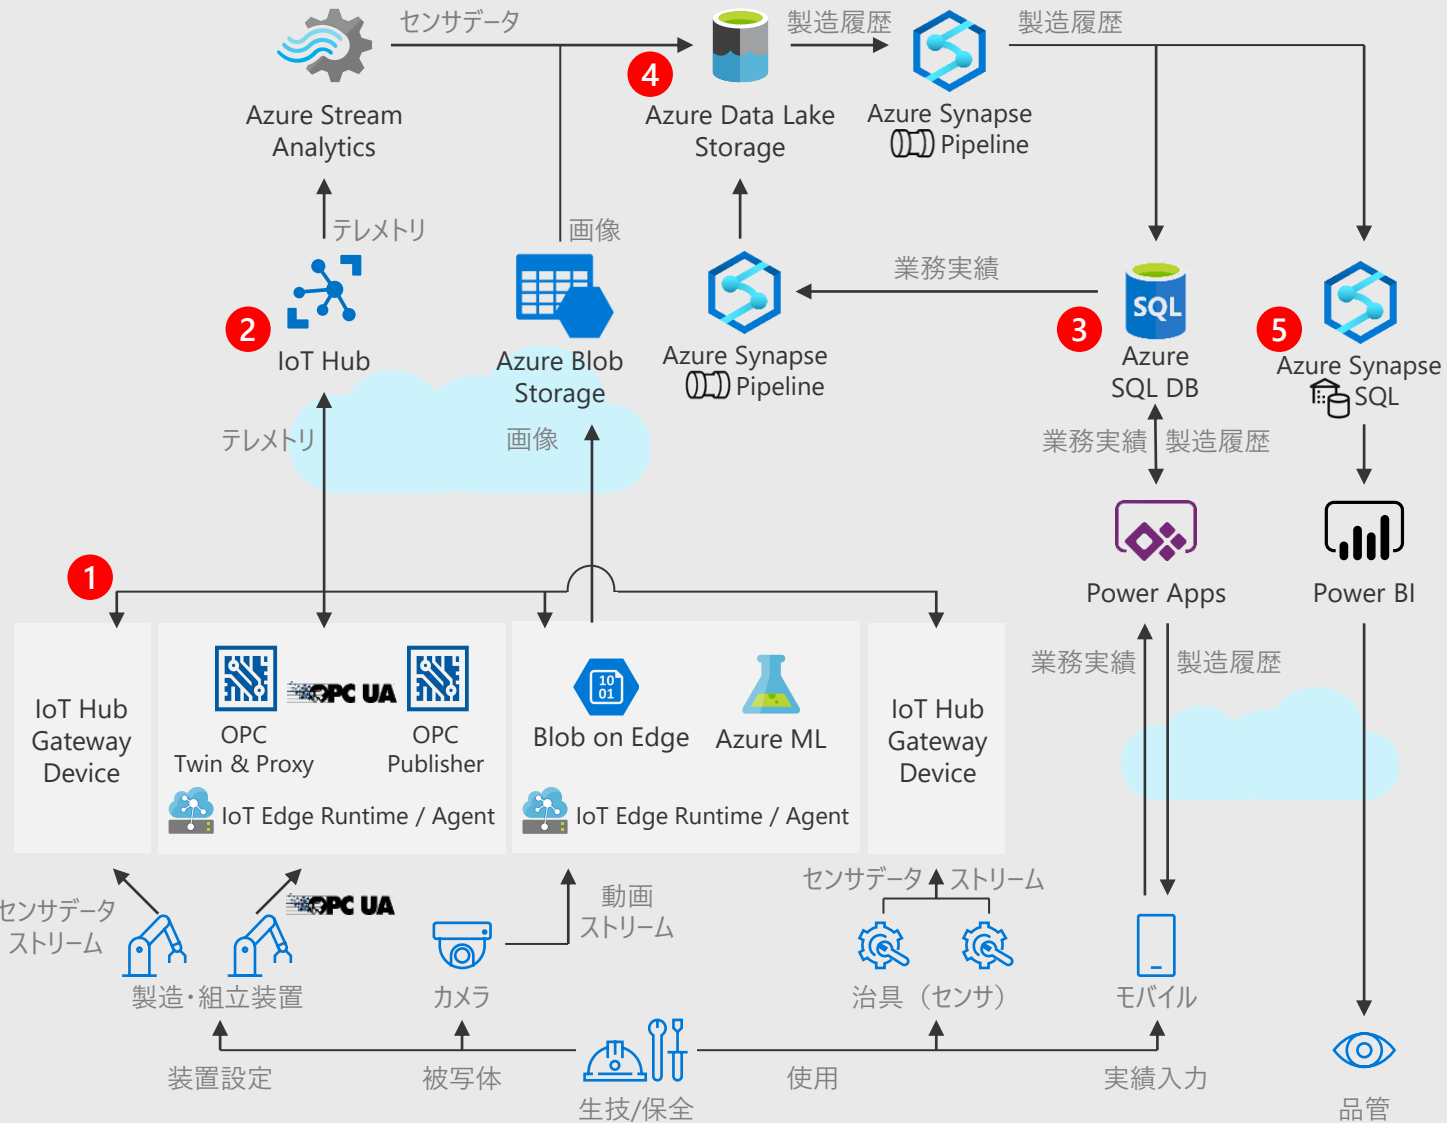 センサデータ
製造履歴
製造履歴
4
Azure Stream
Analytics
Azure Data Lake
Storage
Azure Synapse
Pipeline
テレメトリ
画像
業務実績
2
IoT Hub
Azure Blob
Storage
Azure Synapse
Pipeline
SQL
3
Azure
SQL DB
5
Azure Synapse
SQL
テレメトリ
画像
業務実績
製造履歴
1
Power Apps
Power BI
業務実績
製造履歴
IoT Hub
Gateway
Device
OPC UA
OPC
Twin & Proxy
OPC
Publisher
IoT Edge Runtime / Agent
10
01
Blob on Edge
Azure ML
IoT Edge Runtime / Agent
IoT Hub
Gateway
Device
センサデータ
ストリーム
OPC UA
動画
ストリーム
センサデータ
ストリーム
製造・組立装置
カメラ
治具（センサ）
モバイル
装置設定
被写体
使用
実績入力
生技/保全
品管